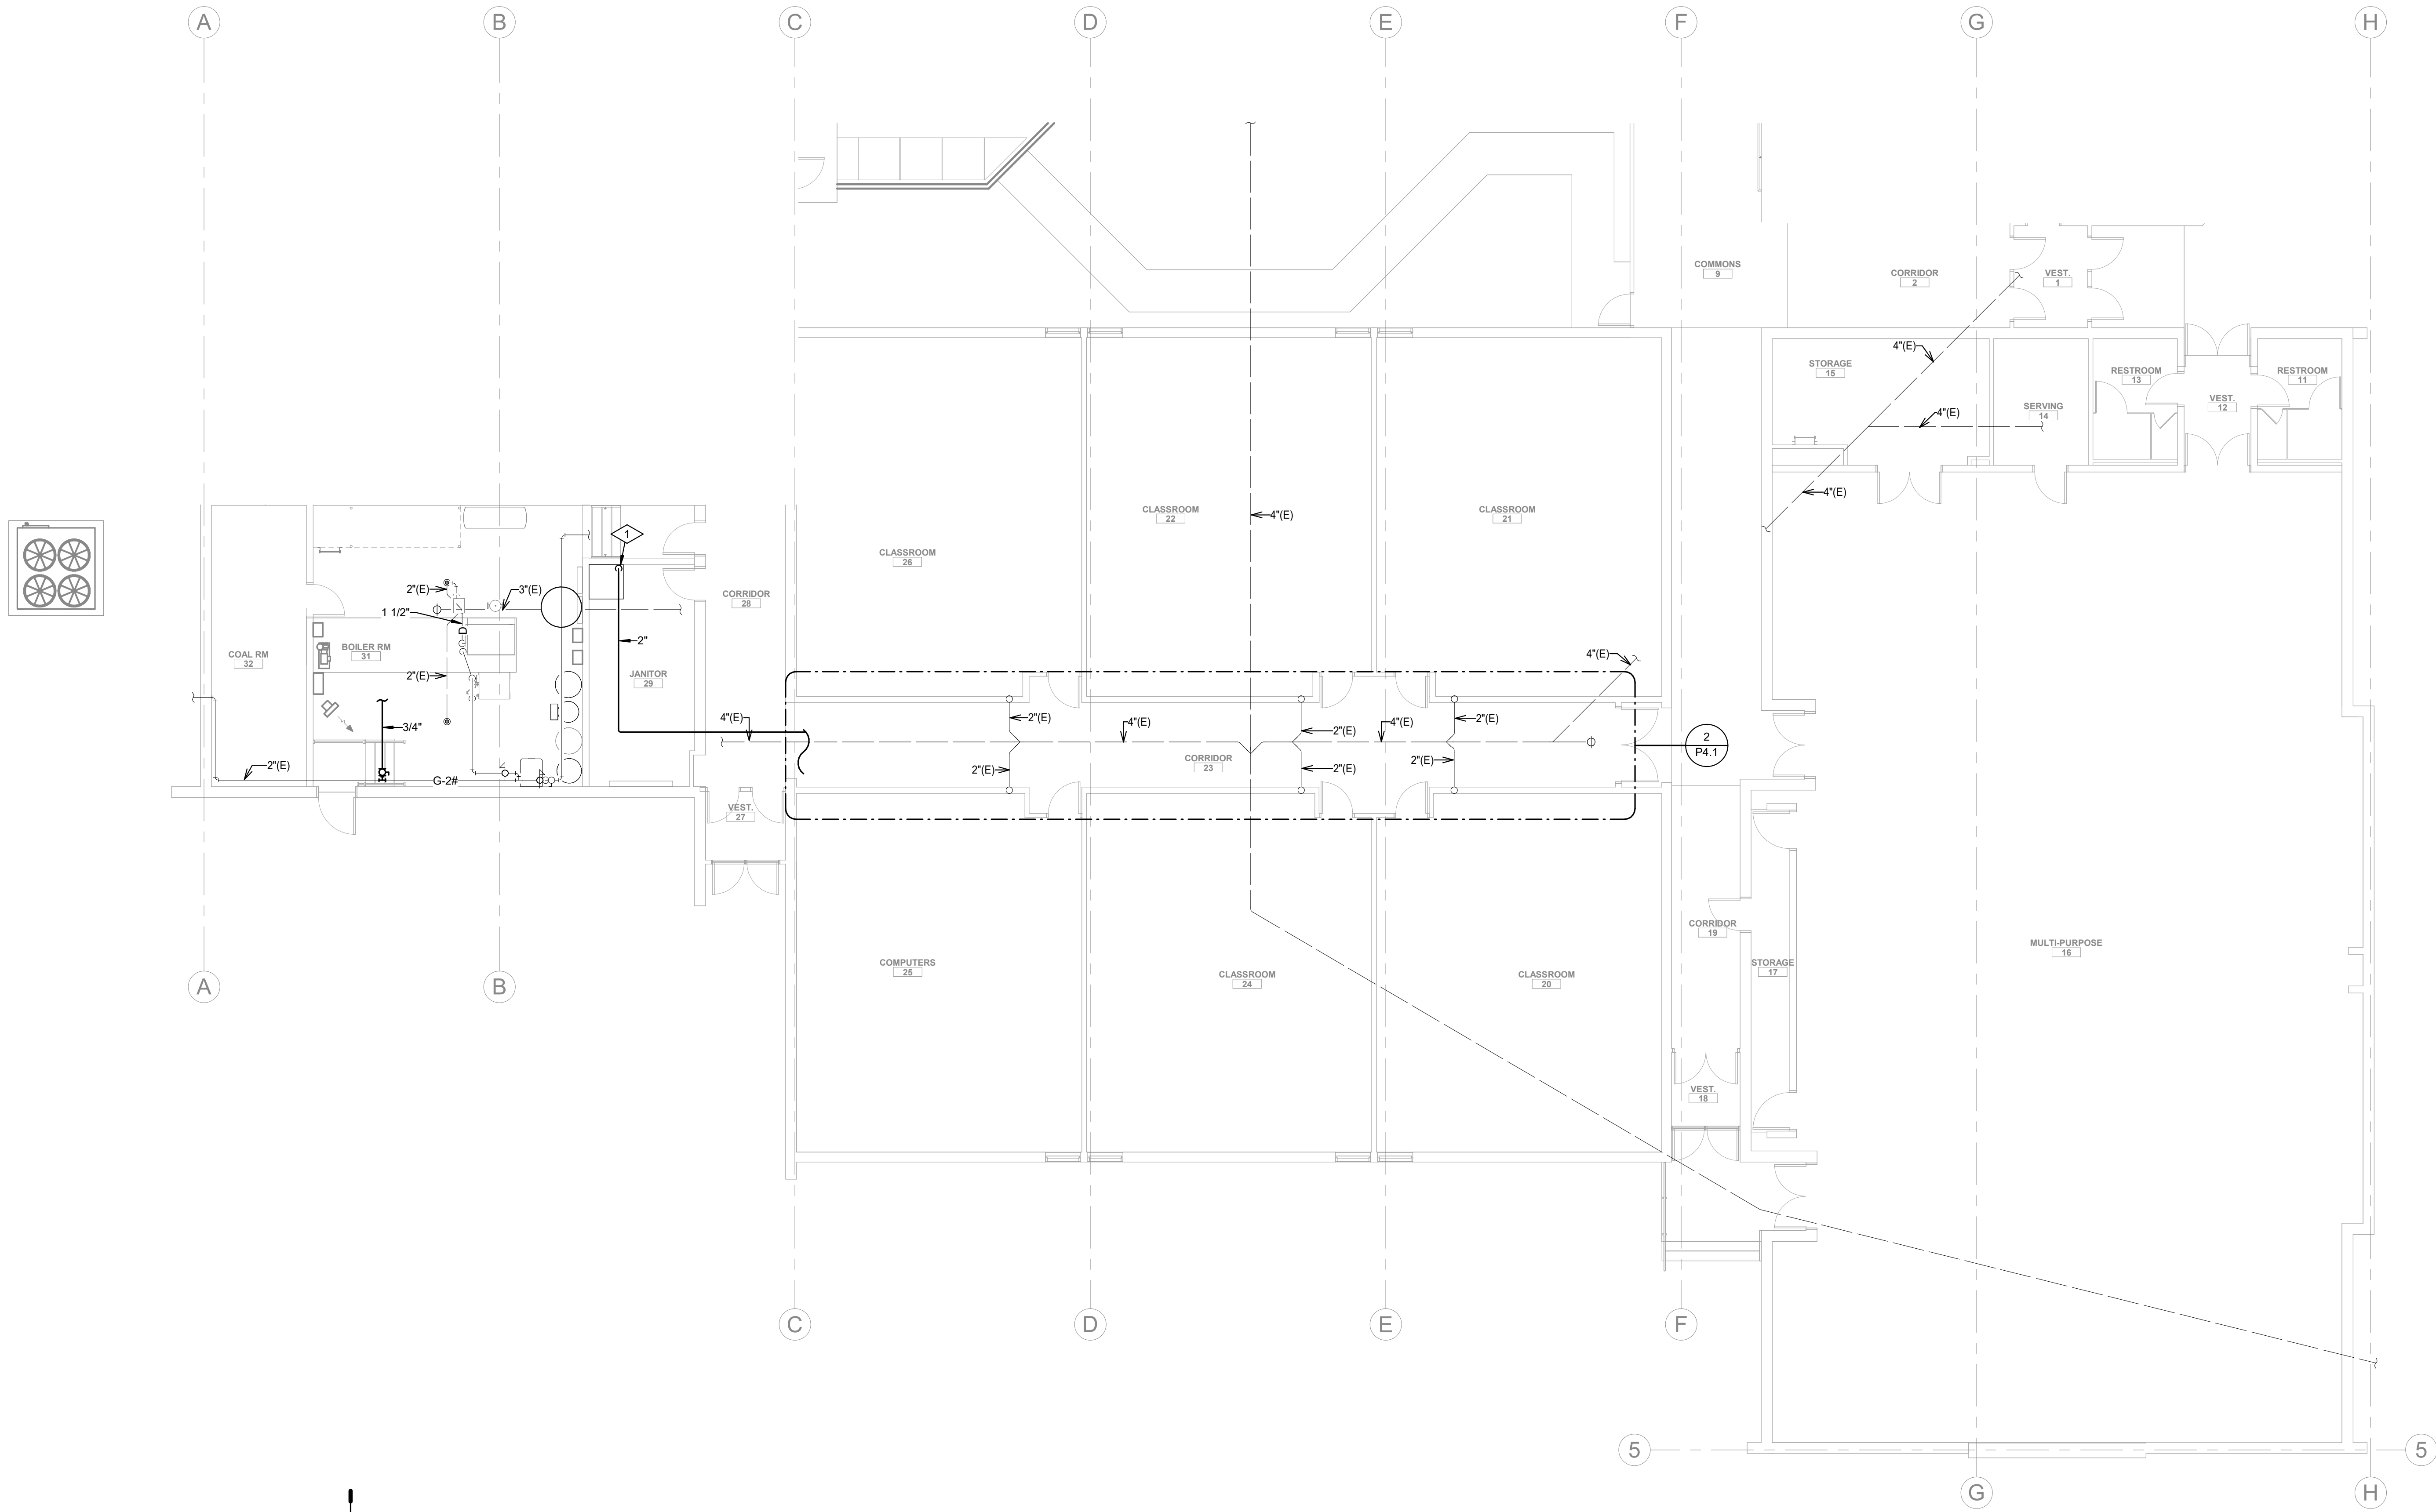 A B C D E F G H
COMMONS
9
CORRIDOR
2
VEST.
1
4"(E)
STORAGE
15
RESTROOM
13
RESTROOM
11
VEST.
12
SERVING
14
4"(E)
4"(E)
CLASSROOM
22
4"(E)
CLASSROOM
21
1
CLASSROOM
26
2"(E)
3"(E)
1 1/2"
CORRIDOR
28
D
2"
BOILER RM
31
COAL RM
32
4"(E)
2"(E)
JANITOR
29
3/4"
4"(E)
2"(E)
4"(E)
4"(E)
2"(E)
2"(E)
2
P4.1
CORRIDOR
23
2"(E)
2"(E)
2"(E)
2"(E)
G-2#
VEST.
27
CORRIDOR
19
MULTI-PURPOSE
16
COMPUTERS
25
STORAGE
17
CLASSROOM
24
CLASSROOM
20
A B
VEST.
18
C D E F
5 5
G H